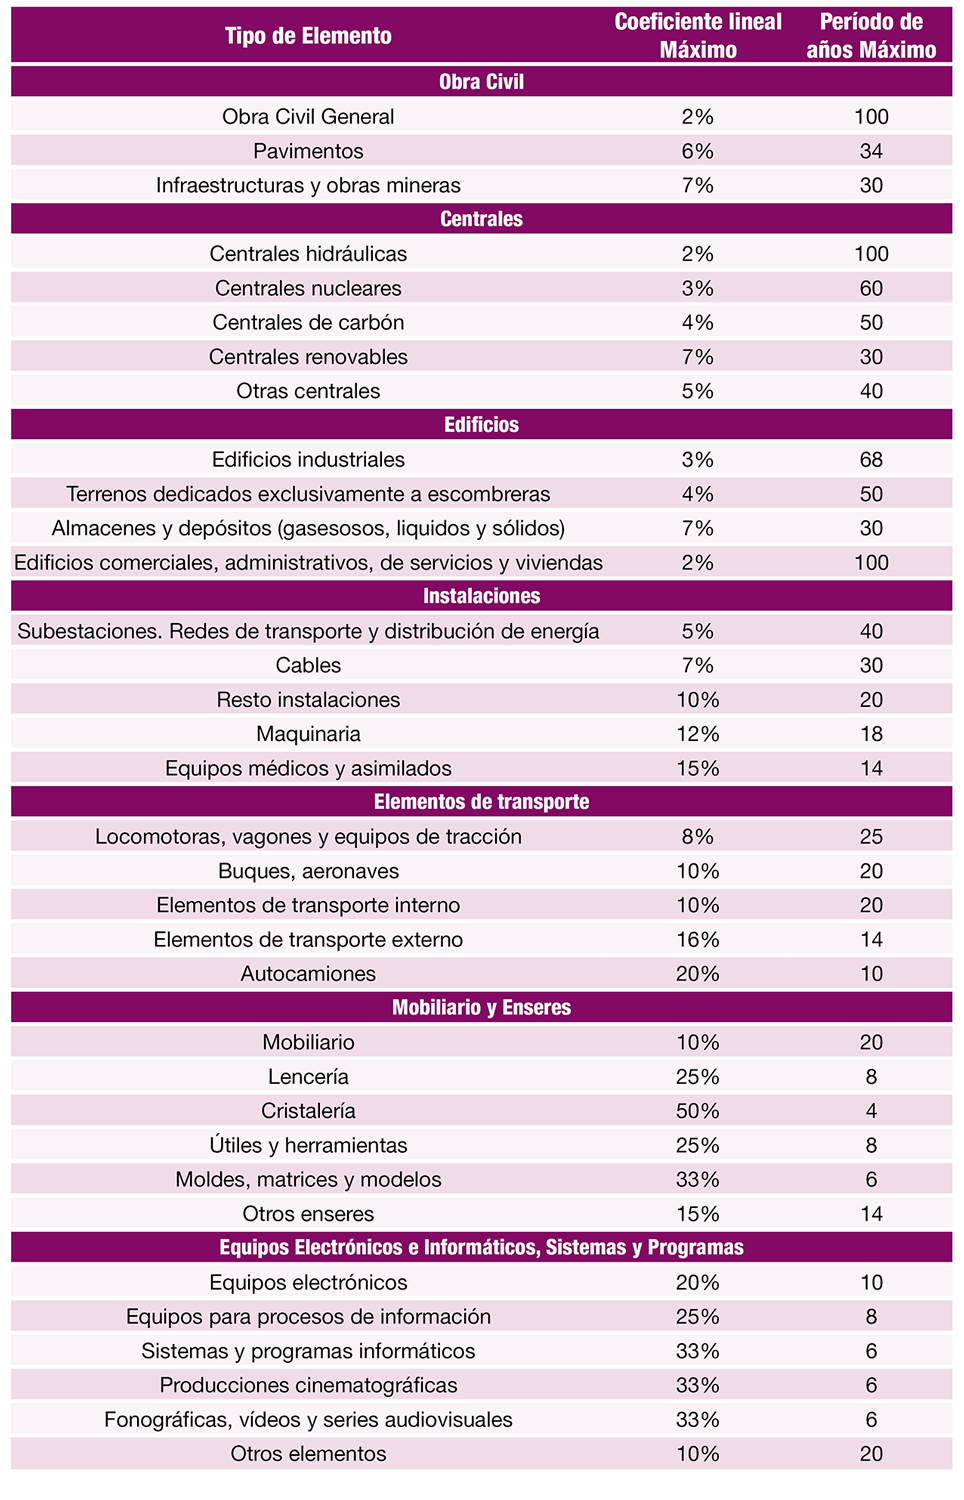 Tipo de Elemento Coeficiente lineal Máximo Período de años Máximo
Obra Civil
Obra Civil General 2% 100
Pavimentos 6% 34
Infraestructuras y obras mineras 7% 30
Centrales
Centrales hidráulicas 2% 100
Centrales nucleares 3% 60
Centrales de carbón 4% 50
Centrales renovables 7% 30
Otras centrales 5% 40
Edificios
Edificios industriales 3% 68
Terrenos dedicados exclusivamente a escombreras 4% 50
Almacenes y depósitos (gasesosos, liquidos y sólidos) 7% 30
Edificios comerciales, administrativos, de servicios y viviendas 2% 100
Instalaciones
Subestaciones. Redes de transporte y distribución de energía 5% 40
Cables 7% 30
Resto instalaciones 10% 20
Maquinaria 12% 18
Equipos médicos y asimilados 15% 14
Elementos de transporte
Locomotoras, vagones y equipos de tracción 8% 25
Buques, aeronaves 10% 20
Elementos de transporte interno 10% 20
Elementos de transporte externo 16% 14
Autocamiones 20% 10
Mobiliario y Enseres
Mobiliario 10% 20
Lencería 25% 8
Cristalería 50% 4
Útiles y herramientas 25% 8
Moldes, matrices y modelos 33% 6
Otros enseres 15% 14
Equipos Electrónicos e Informáticos, Sistemas y Programas
Equipos electrónicos 20% 10
Equipos para procesos de información 25% 8
Sistemas y programas informáticos 33% 6
Producciones cinematográficas 33% 6
Fonográficas, vídeos y series audiovisuales 33% 6
Otros elementos 10% 20